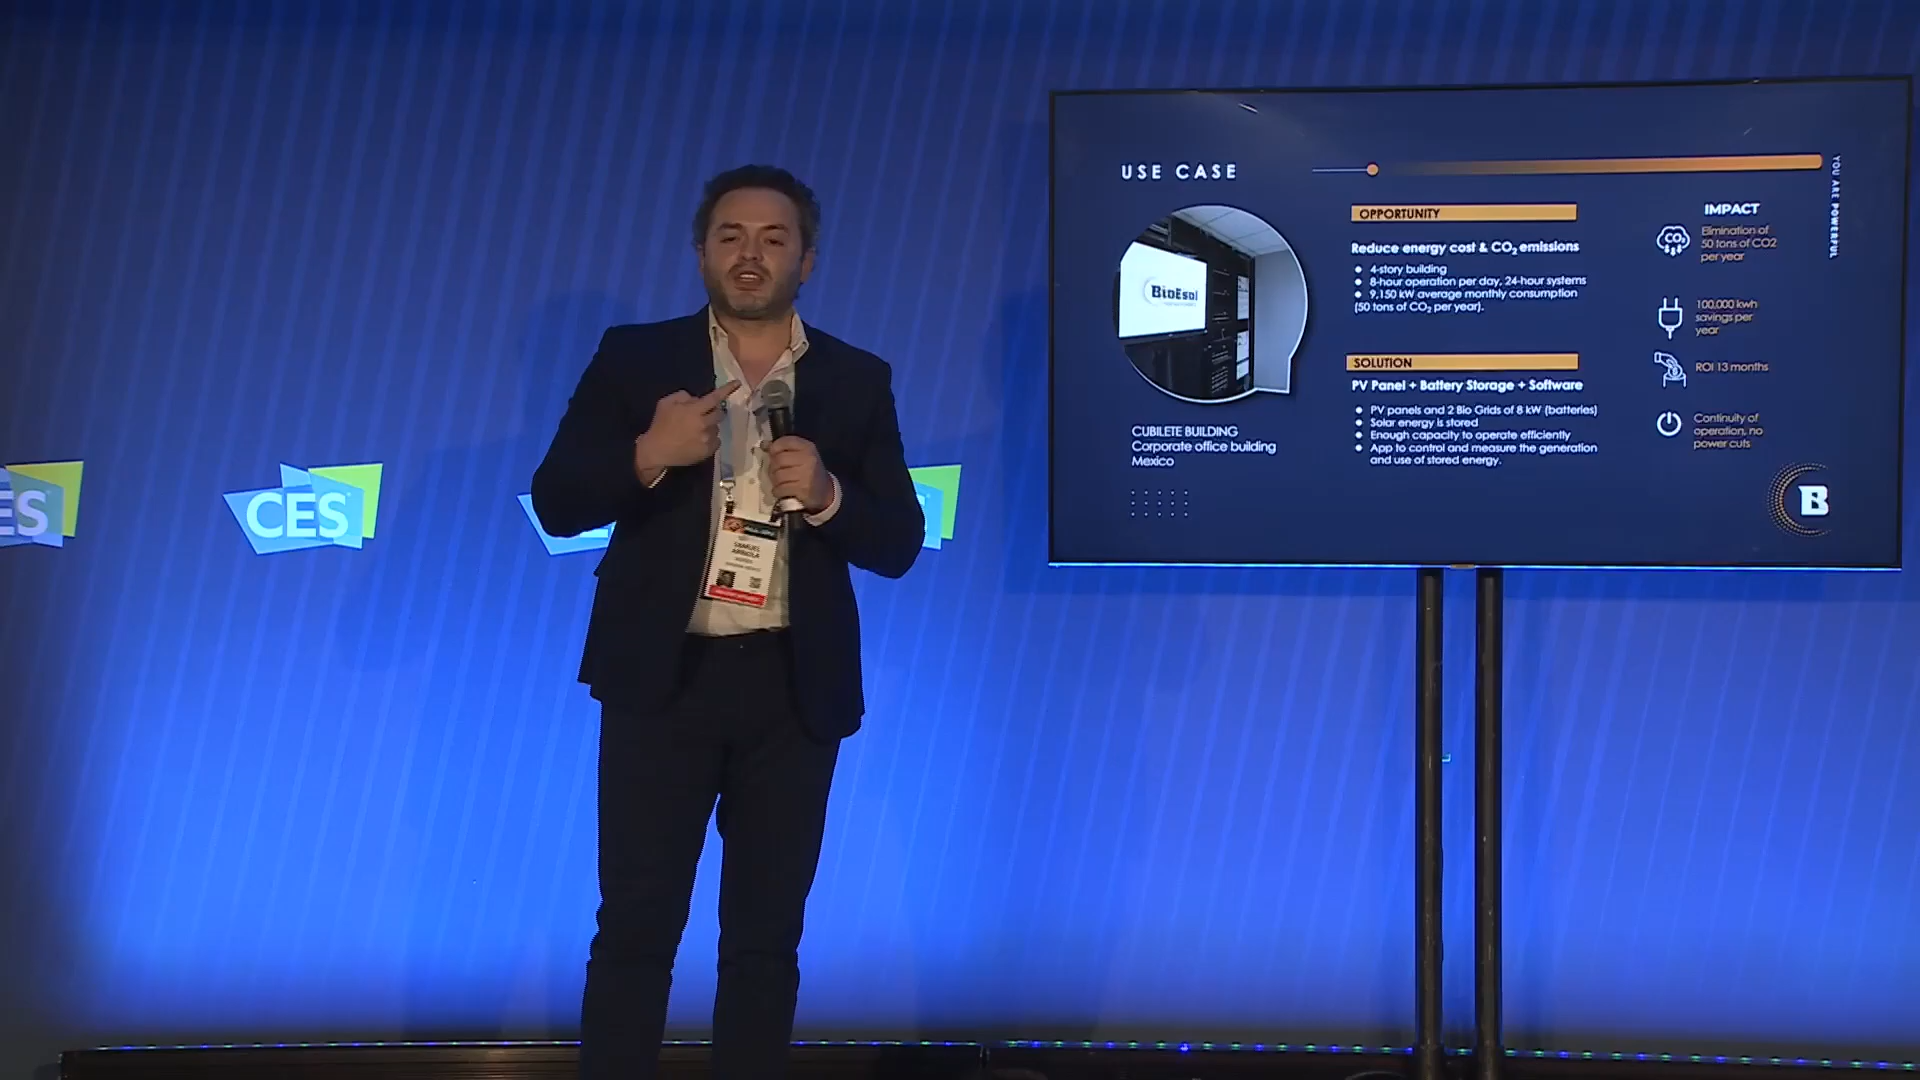 USE CASE
YOU ARE POWERFUL
OPPORTUNITY
Reduce energy cost & CO₂ emissions
● 4-story building
● 8-hour operation per day, 24-hour systems
● 9,150 kW average monthly consumption
(50 tons of CO₂ per year).
SOLUTION
PV Panel + Battery Storage + Software
● PV panels and 2 Bio Grids of 8 kW (batteries)
● Solar energy is stored
● Enough capacity to operate efficiently
● App to control and measure the generation
and use of stored energy.
IMPACT
CO₂
Elimination of
50 tons of CO2
per year
100,000 kwh
savings per
year
ROI 13 months
Continuity of
operation, no
power cuts
BioEsol
CUBILETE BUILDING
Corporate office building
Mexico
B
ES
CES
SAMUEL
ARREOLA